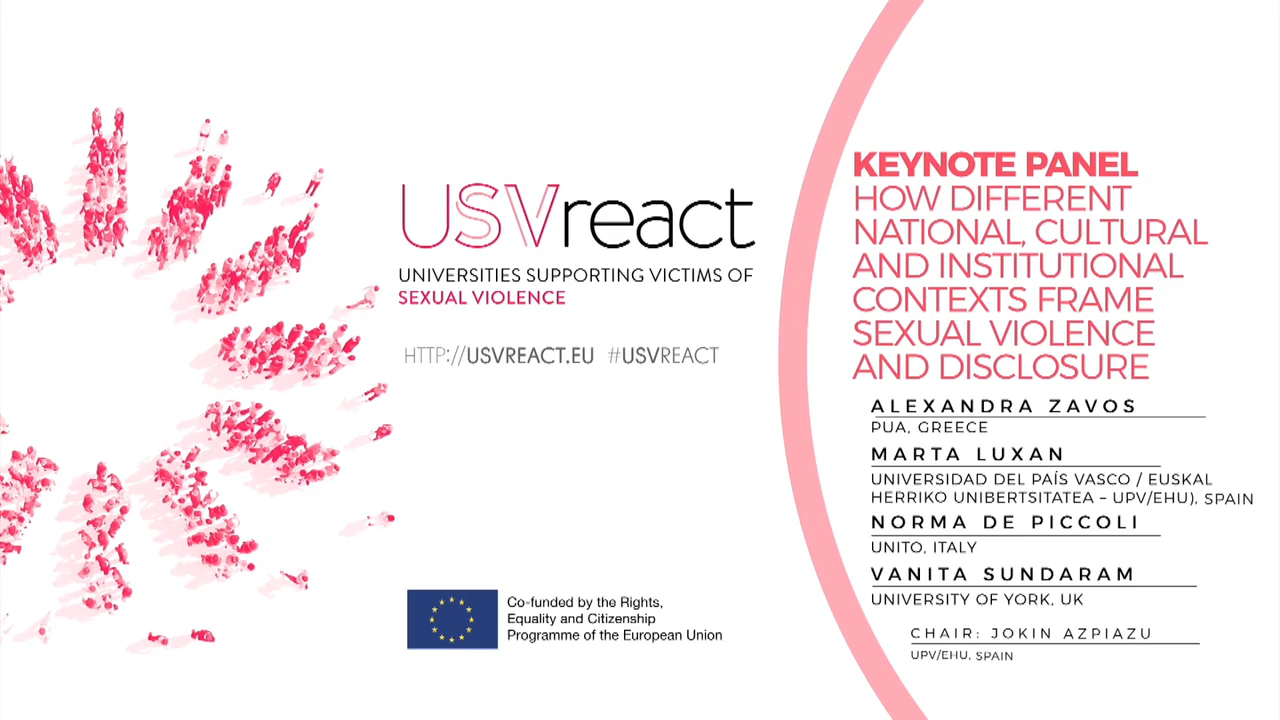 USVreact
UNIVERSITIES SUPPORTING VICTIMS OF
SEXUAL VIOLENCE
HTTP://USVREACT.EU #USVREACT
Co-funded by the Rights,
Equality and Citizenship
Programme of the European Union
KEYNOTE PANEL
HOW DIFFERENT
NATIONAL, CULTURAL
AND INSTITUTIONAL
CONTEXTS FRAME
SEXUAL VIOLENCE
AND DISCLOSURE
ALEXANDRA ZAVOS
PUA, GREECE
MARTA LUXAN
UNIVERSIDAD DEL PAÍS VASCO / EUSKAL
HERRIKO UNIBERTSITATEA – UPV/EHU), SPAIN
NORMA DE PICCOLI
UNITO, ITALY
VANITA SUNDARAM
UNIVERSITY OF YORK, UK
CHAIR: JOKIN AZPIAZU
UPV/EHU, SPAIN